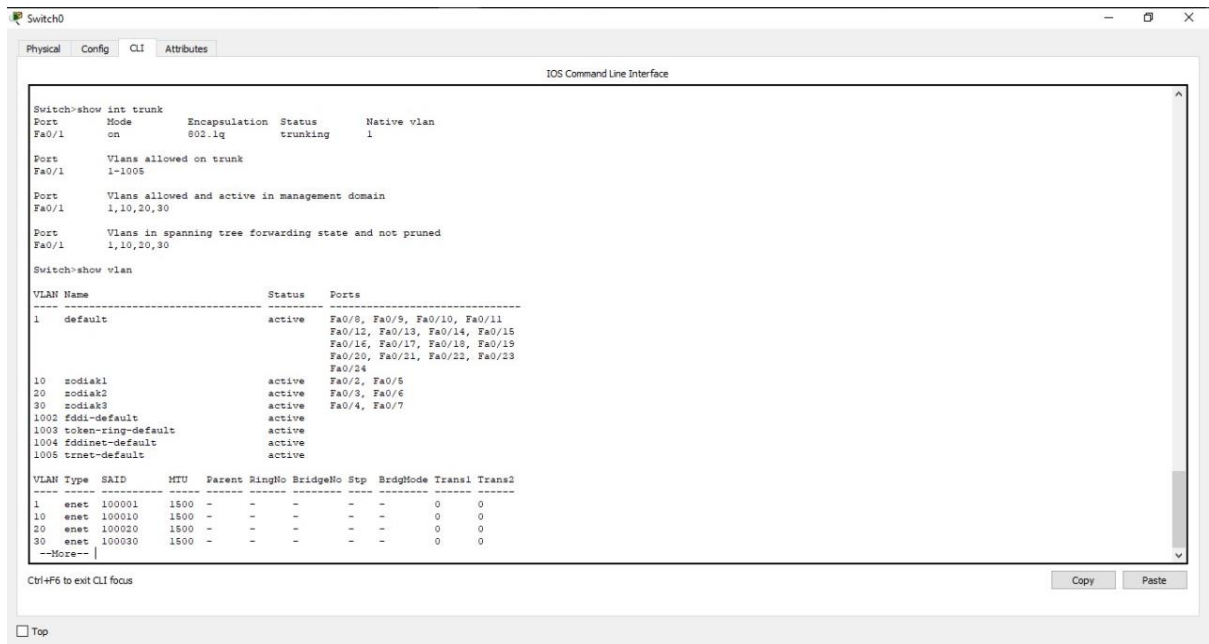 Switch0
Physical Config CLI Attributes
IOS Command Line Interface
Switch>show int trunk
Port Mode Encapsulation Status Native vlan
Fa0/1 on 802.1q trunking 1
Port Vlans allowed on trunk
Fa0/1 1-1005
Port Vlans allowed and active in management domain
Fa0/1 1,10,20,30
Port Vlans in spanning tree forwarding state and not pruned
Fa0/1 1,10,20,30
Switch>show vlan
VLAN Name Status Ports
---- -------------------------------- --------- -------------------------------
1 default active Fa0/8, Fa0/9, Fa0/10, Fa0/11
Fa0/12, Fa0/13, Fa0/14, Fa0/15
Fa0/16, Fa0/17, Fa0/18, Fa0/19
Fa0/20, Fa0/21, Fa0/22, Fa0/23
Fa0/24
10 zodiak1 active Fa0/2, Fa0/5
20 zodiak2 active Fa0/3, Fa0/6
30 zodiak3 active Fa0/4, Fa0/7
1002 fddi-default active
1003 token-ring-default active
1004 fddinet-default active
1005 trnet-default active
VLAN Type SAID MTU Parent RingNo BridgeNo Stp BrdgMode Trans1 Trans2
---- ----- ---------- ----- ------ ------ -------- ---- -------- ------ ------
1 enet 100001 1500 - - - - - 0 0
10 enet 100010 1500 - - - - - 0 0
20 enet 100020 1500 - - - - - 0 0
30 enet 100030 1500 - - - - - 0 0
--More--
Ctrl+F6 to exit CLI focus
Copy Paste
Top